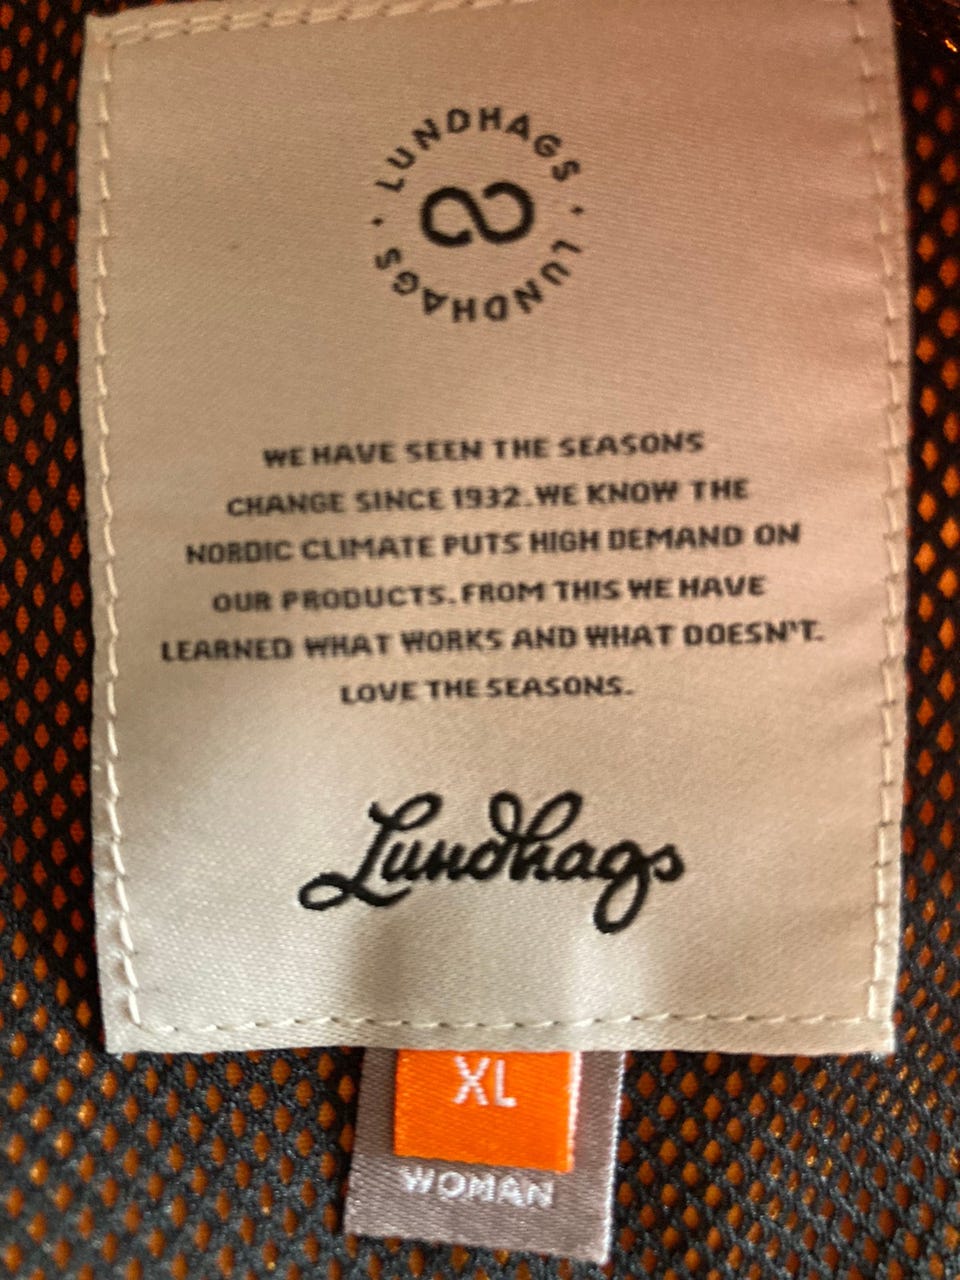 LUNDHAGS · LUNDHAGS ·
WE HAVE SEEN THE SEASONS
CHANGE SINCE 1932. WE KNOW THE
NORDIC CLIMATE PUTS HIGH DEMAND ON
OUR PRODUCTS. FROM THIS WE HAVE
LEARNED WHAT WORKS AND WHAT DOESN'T.
LOVE THE SEASONS.
Lundhags
XL
WOMAN